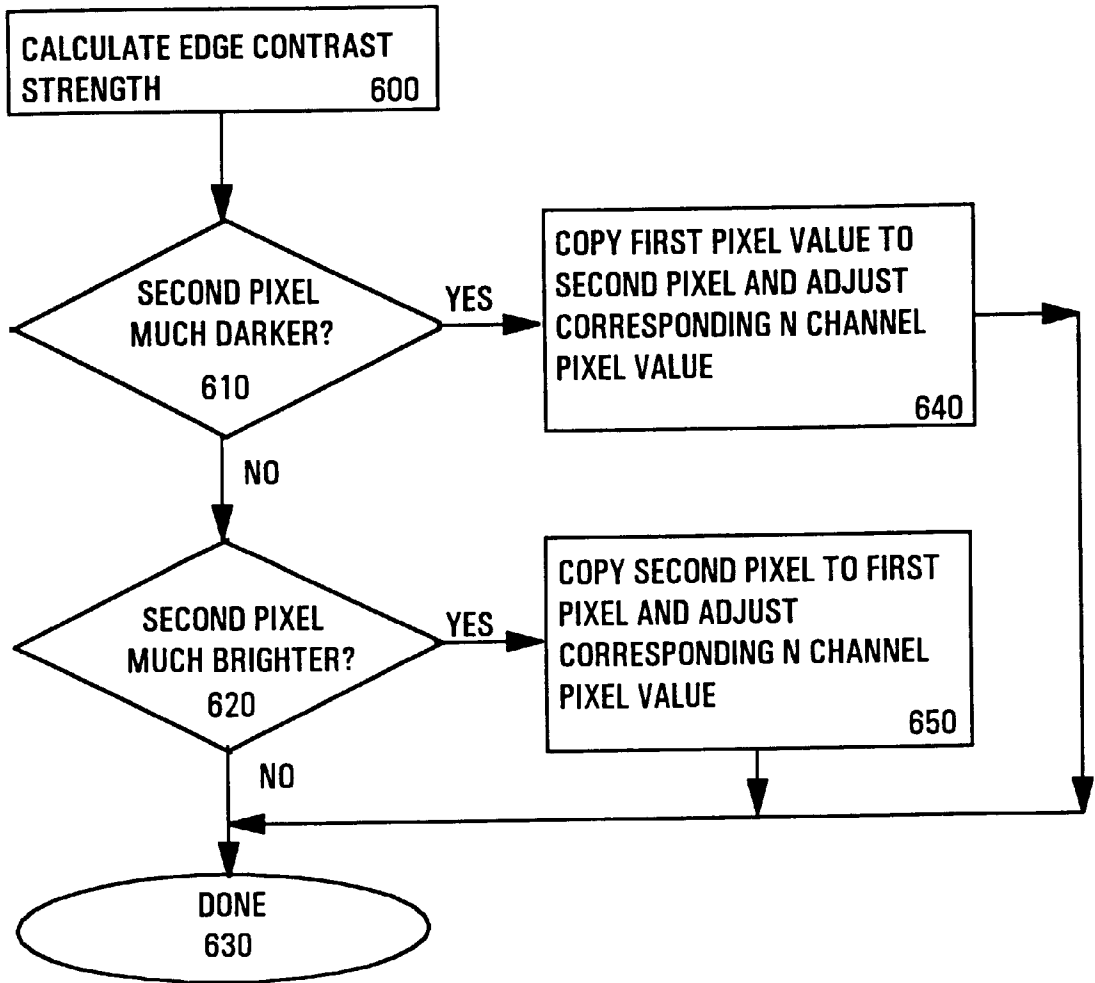 CALCULATE EDGE CONTRAST
STRENGTH 600
SECOND PIXEL
MUCH DARKER?
610
YES
COPY FIRST PIXEL VALUE TO
SECOND PIXEL AND ADJUST
CORRESPONDING N CHANNEL
PIXEL VALUE
640
NO
SECOND PIXEL
MUCH BRIGHTER?
620
YES
COPY SECOND PIXEL TO FIRST
PIXEL AND ADJUST
CORRESPONDING N CHANNEL
PIXEL VALUE
650
NO
DONE
630